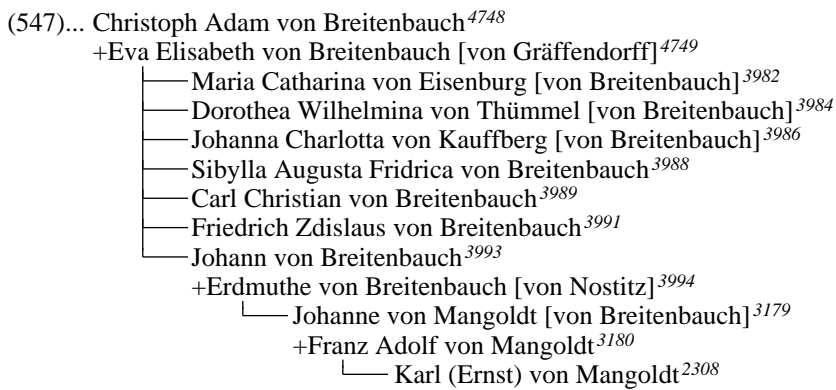 (547)... Christoph Adam von Breitenbauch4748
+Eva Elisabeth von Breitenbauch [von Gräffendorff]4749
Maria Catharina von Eisenburg [von Breitenbauch]3982
Dorothea Wilhelmina von Thümmel [von Breitenbauch]3984
Johanna Charlotta von Kauffberg [von Breitenbauch]3986
Sibylla Augusta Fridrica von Breitenbauch3988
Carl Christian von Breitenbauch3989
Friedrich Zdislaus von Breitenbauch3991
Johann von Breitenbauch3993
+Erdmuthe von Breitenbauch [von Nostitz]3994
Johanne von Mangoldt [von Breitenbauch]3179
+Franz Adolf von Mangoldt3180
Karl (Ernst) von Mangoldt2308